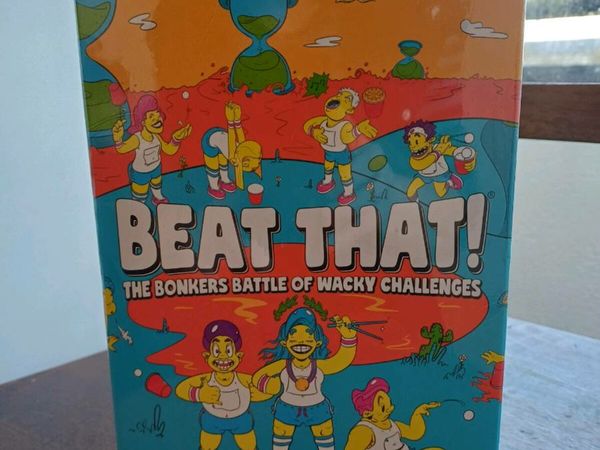 BEAT THAT!®
THE BONKERS BATTLE OF WACKY CHALLENGES